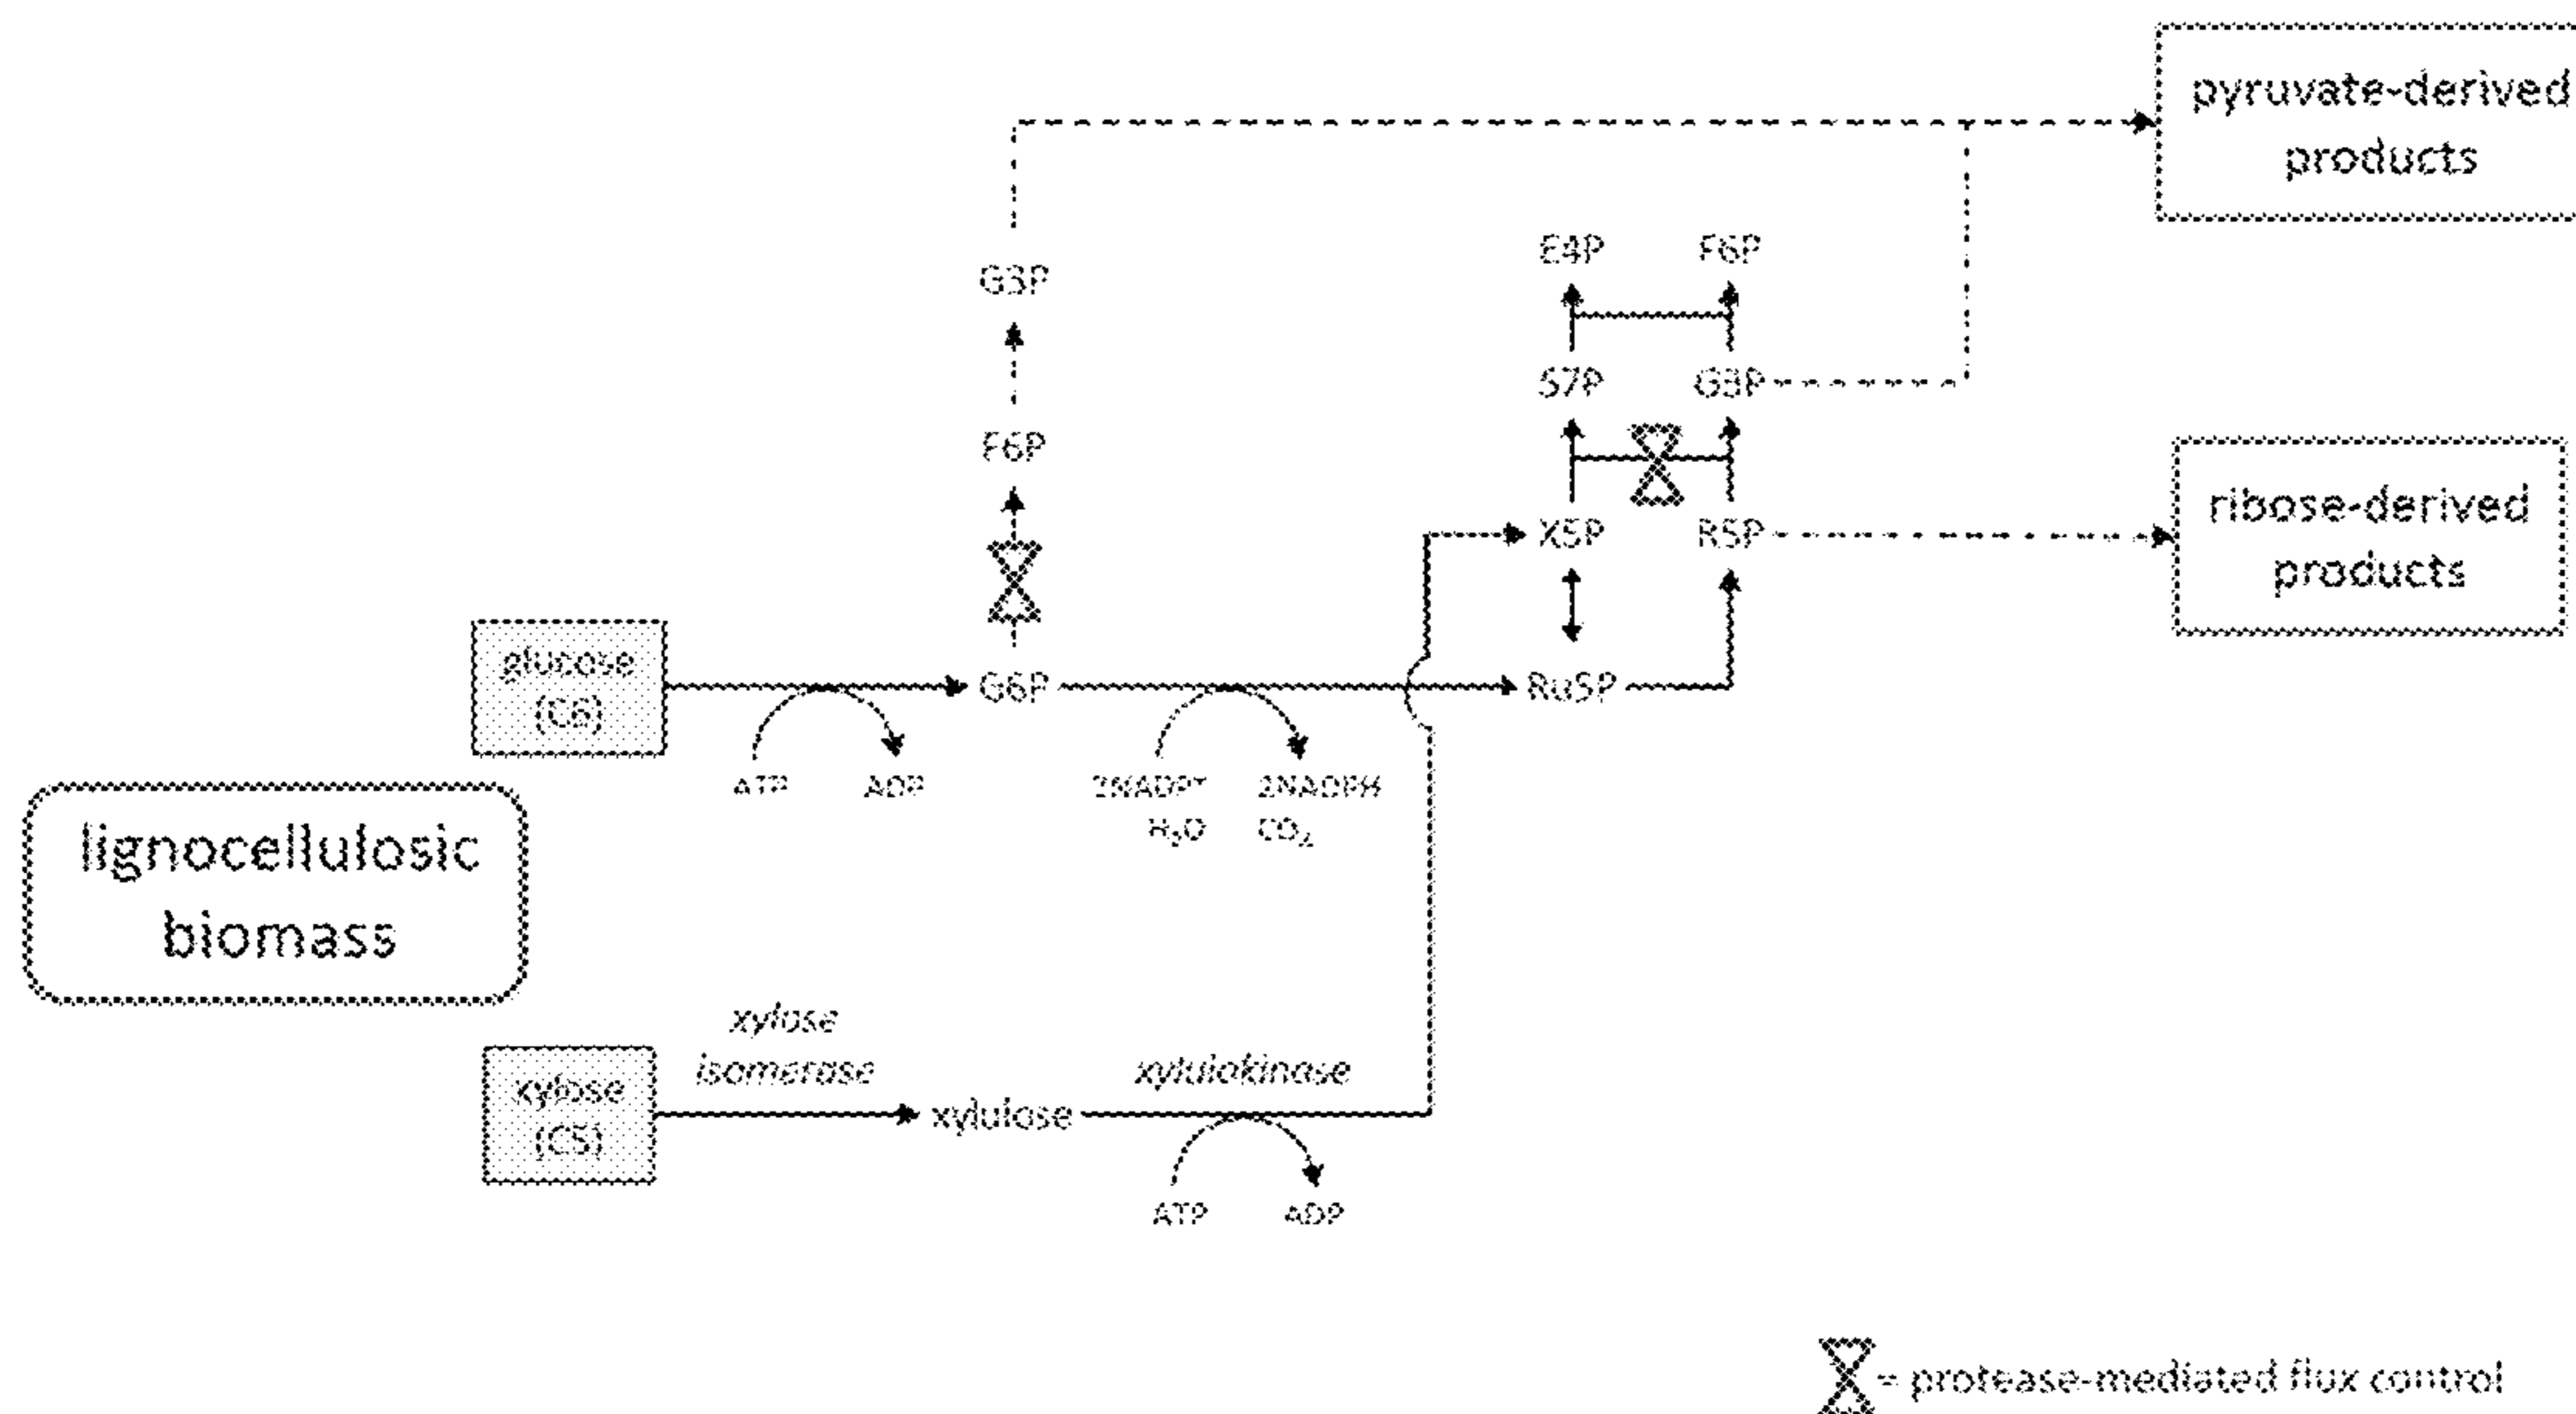 pyruvate-derived
products
E4P
F6P
G3P
S7P
G3P
F6P
X5P
R5P
ribose-derived
products
glucose
(C6)
G6P
Ru5P
ATP
ADP
2NADP⁺
2NADPH
H₂O
CO₂
lignocellulosic
biomass
xylose
isomerase
xylulokinase
xylose
(C5)
xylulose
ATP
ADP
= protease-mediated flux control